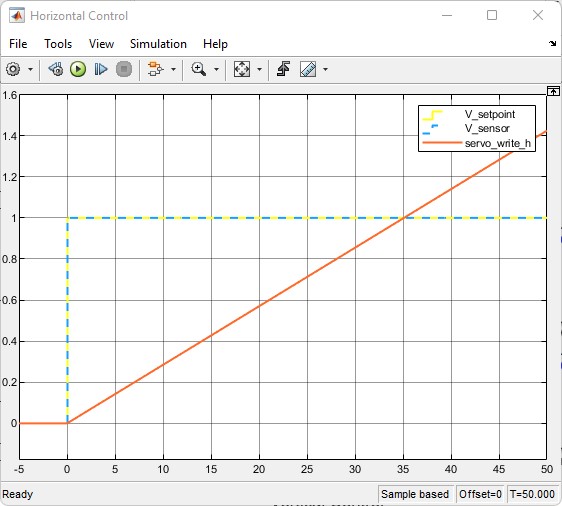 Horizontal Control
File Tools View Simulation Help
V_setpoint
V_sensor
servo_write_h
1.6
1.4
1.2
1
0.8
0.6
0.4
0.2
0
-5 0 5 10 15 20 25 30 35 40 45 50
Ready Sample based Offset=0 T=50.000